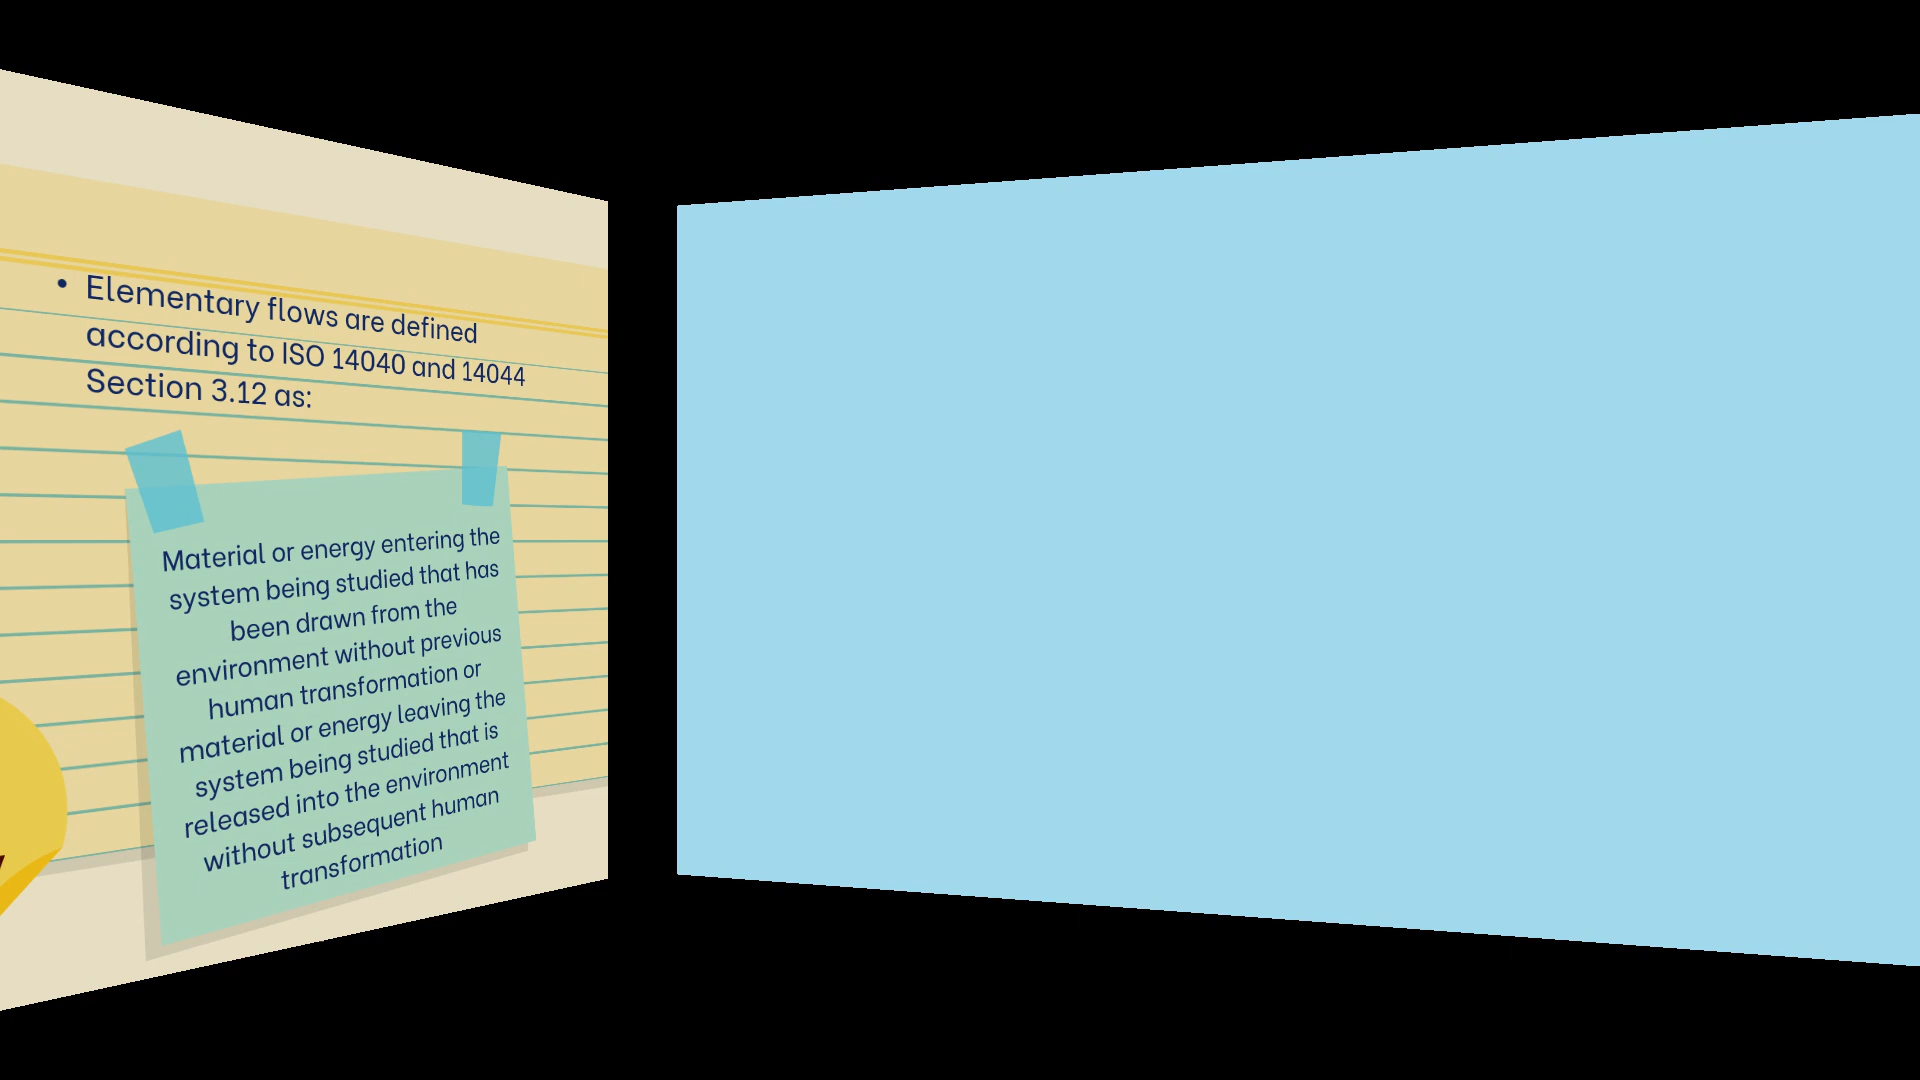 • Elementary flows are defined
according to ISO 14040 and 14044
Section 3.12 as:
Material or energy entering the
system being studied that has
been drawn from the
environment without previous
human transformation or
material or energy leaving the
system being studied that is
released into the environment
without subsequent human
transformation